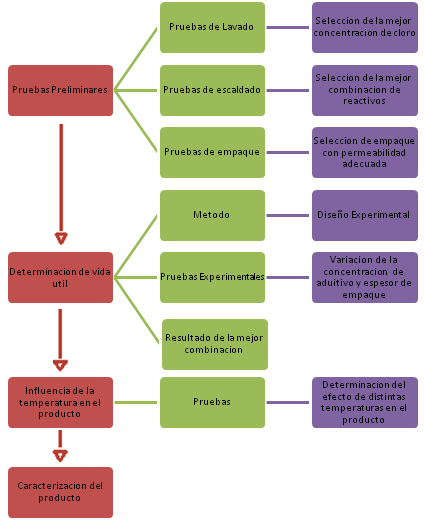 Pruebas Preliminares
Pruebas de Lavado
Seleccion de la mejor
concentracion de cloro
Pruebas de escaldado
Seleccion de la mejor
combinacion de
reactivos
Pruebas de empaque
Seleccion de empaque
con permeabilidad
adecuada
Determinacion de vida
util
Metodo
Diseño Experimental
Pruebas Experimentales
Variacion de la
concentracion de
aduitivo y espesor de
empaque
Resultado de la mejor
combinacion
Influencia de la
temperatura en el
producto
Pruebas
Determinacion del
efecto de distintas
temperaturas en el
producto
Caracterizacion del
producto